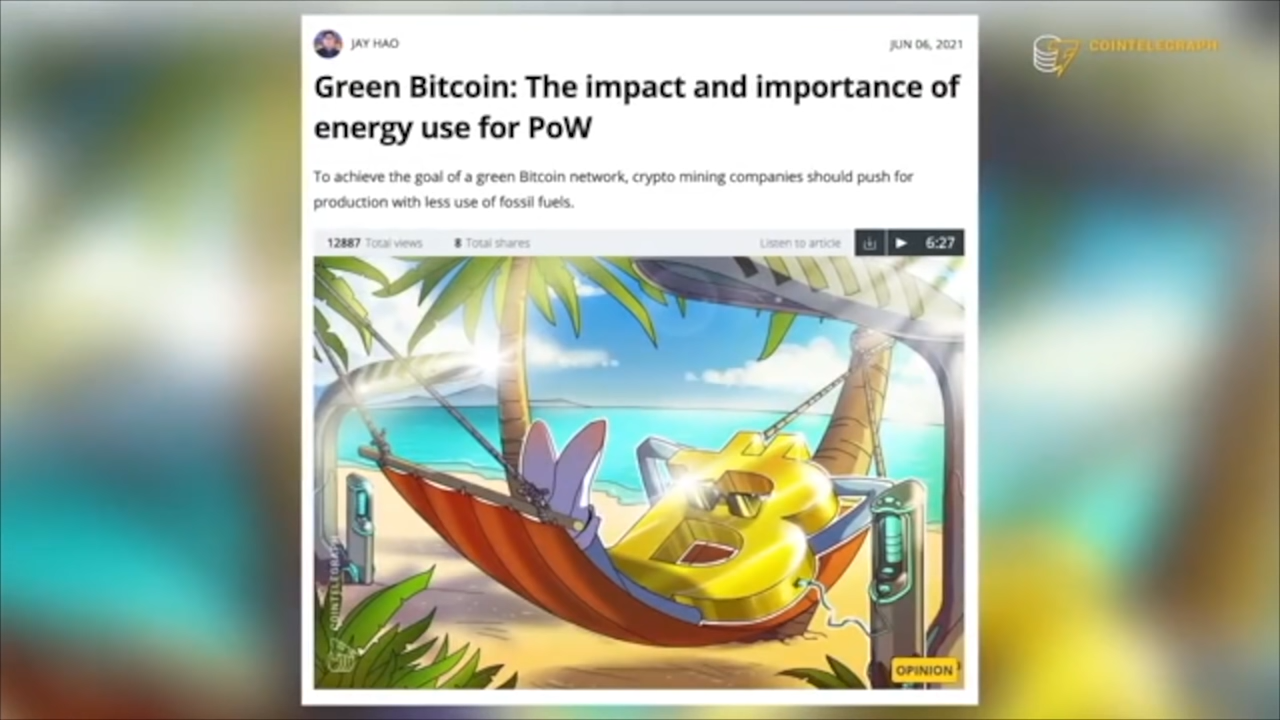 JAY HAO
JUN 06, 2021
COINTELEGRAPH
Green Bitcoin: The impact and importance of
energy use for PoW
To achieve the goal of a green Bitcoin network, crypto mining companies should push for
production with less use of fossil fuels.
12887 Total views 8 Total shares Listen to article 6:27
COINTELEGRAPH
OPINION